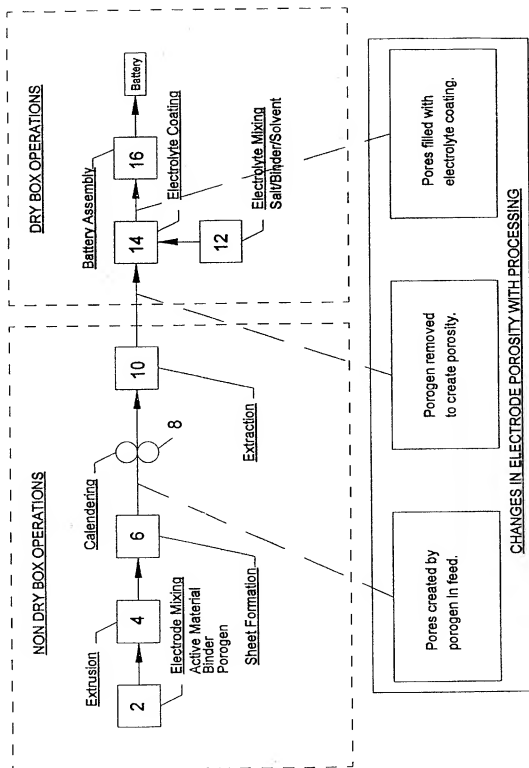 NON DRY BOX OPERATIONS
DRY BOX OPERATIONS
Extrusion
Calendering
8
Battery Assembly
2
4
6
10
14
16
Battery
Electrode Mixing
Active Material
Binder
Porogen
Sheet Formation
Extraction
Electrolyte Coating
12
Electrolyte Mixing
Salt/Binder/Solvent
Pores created by
porogen In feed.
Porogen removed
to create porosity.
Pores filled with
electrolyte coating.
CHANGES IN ELECTRODE POROSITY WITH PROCESSING